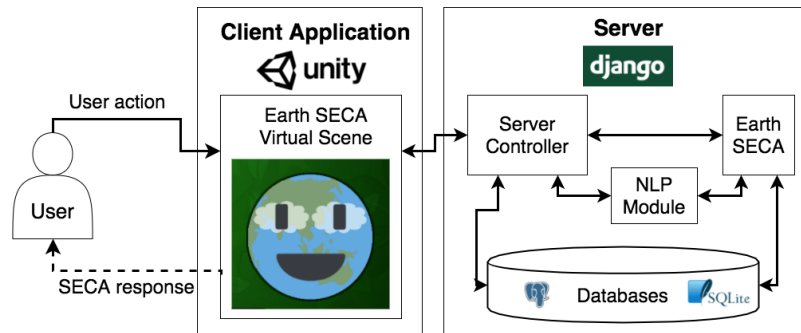 Client Application
unity
Server
django
User action
Earth SECA
Virtual Scene
Server
Controller
Earth
SECA
NLP
Module
User
SECA response
Databases
SQLite